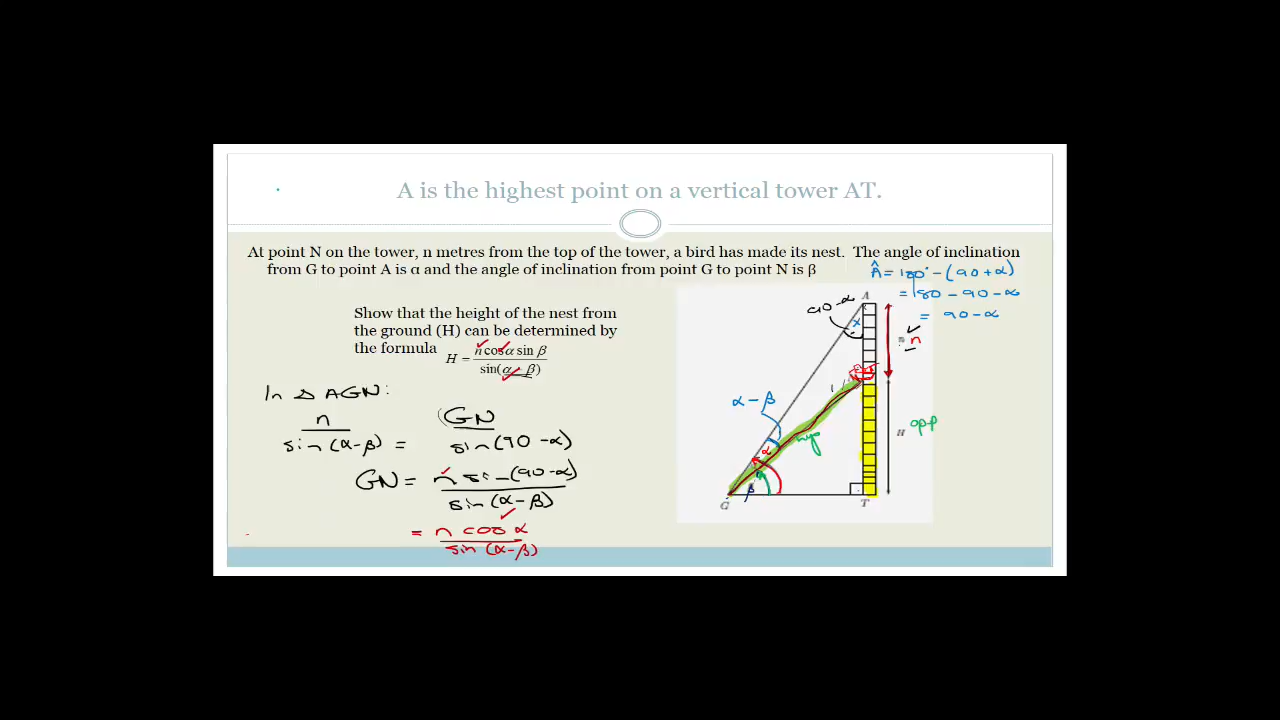 A is the highest point on a vertical tower AT.
At point N on the tower, n metres from the top of the tower, a bird has made its nest. The angle of inclination
from G to point A is α and the angle of inclination from point G to point N is β
Show that the height of the nest from
the ground (H) can be determined by
the formula H = n cos α sin β / sin(α − β)
In Δ AGN:
n / sin(α−β) = GN / sin(90−α)
GN = n sin(90−α) / sin(α−β)
= n cos α / sin(α−β)
Â = 180° − (90+α)
= 180 − 90 − α
= 90 − α
90−α
A
x
n
α − β
H
opp
hyp
α
β
G
T